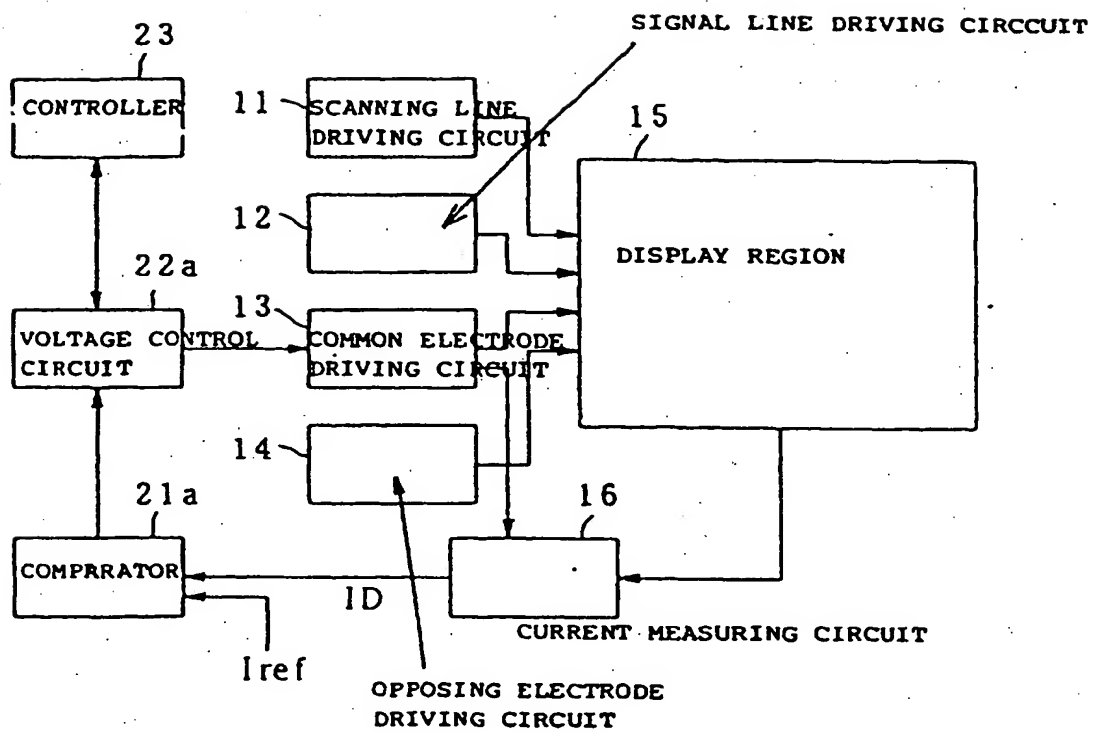 SIGNAL LINE DRIVING CIRCCUIT
23
CONTROLLER
11
SCANNING LINE
DRIVING CIRCUIT
15
12
DISPLAY REGION
22a
VOLTAGE CONTROL
CIRCUIT
13
COMMON ELECTRODE
DRIVING CIRCUIT
14
21a
COMPARATOR
16
ID
Iref
CURRENT MEASURING CIRCUIT
OPPOSING ELECTRODE
DRIVING CIRCUIT